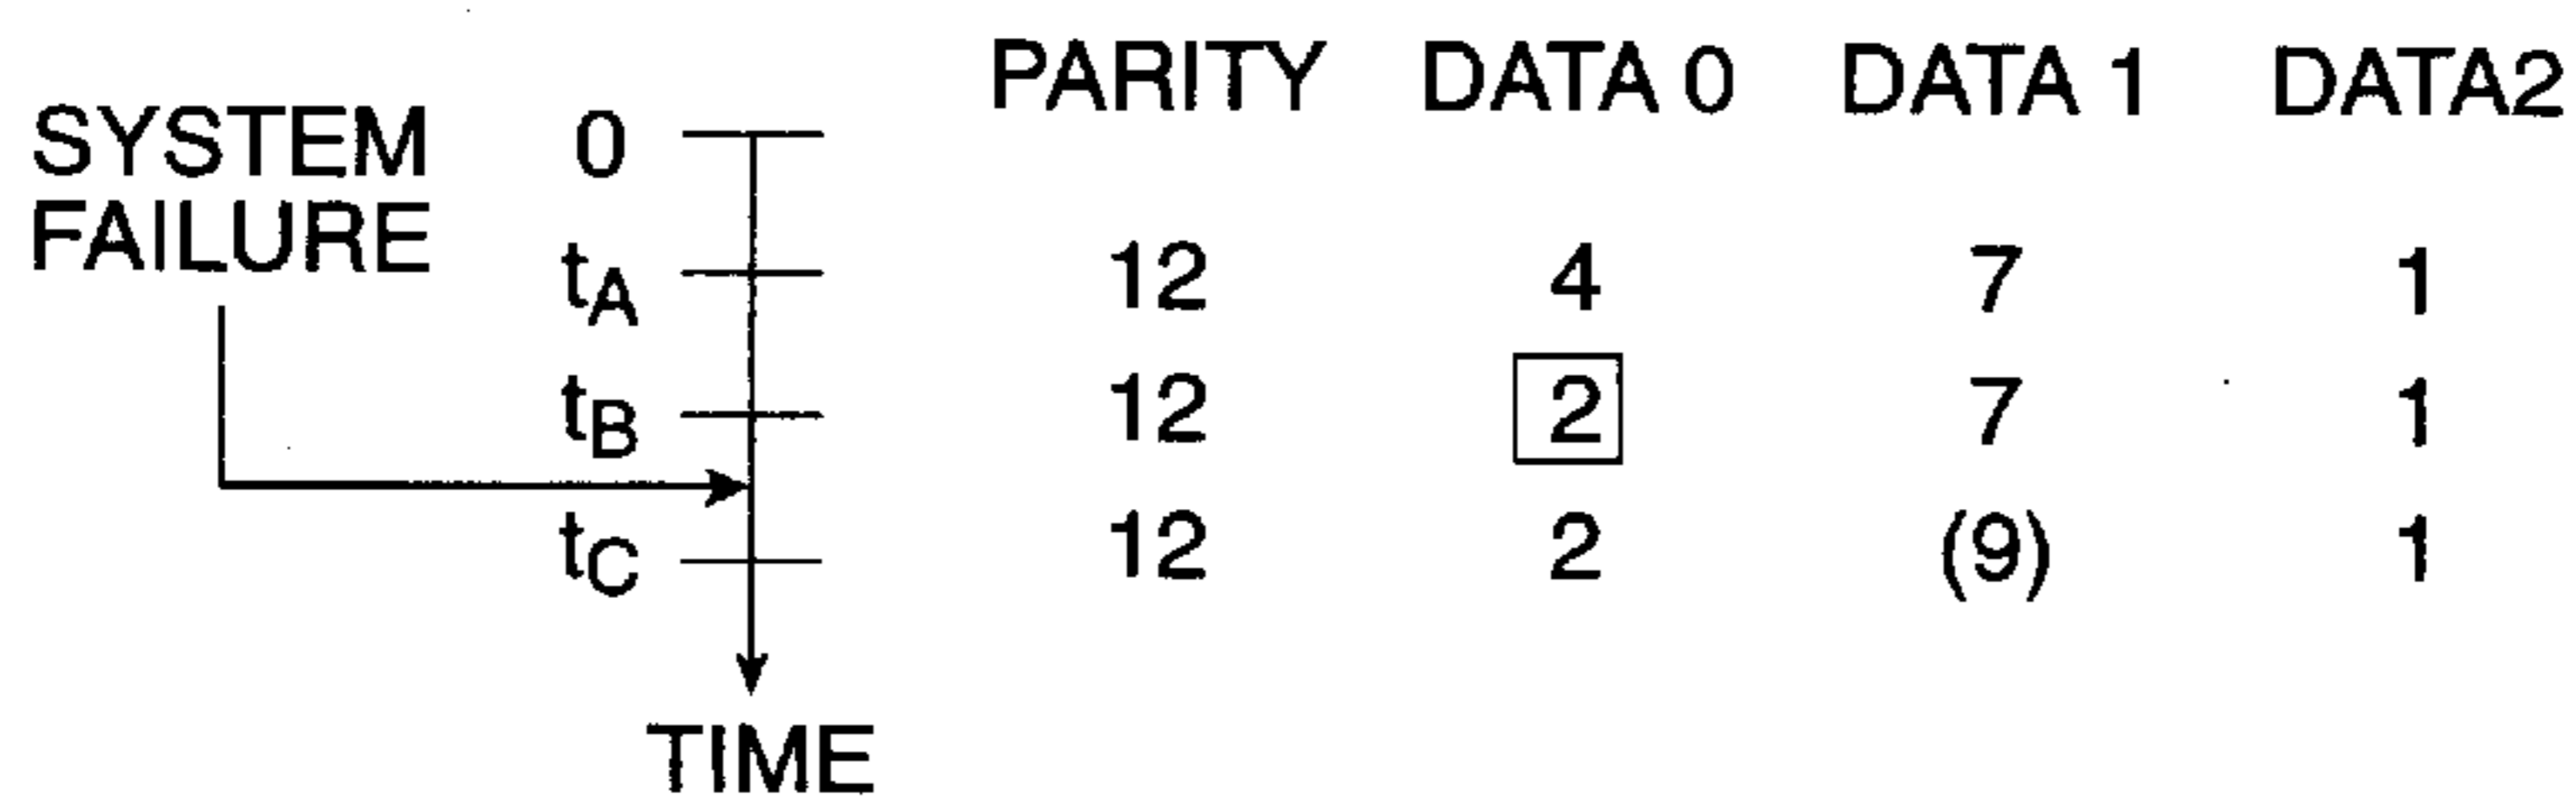 PARITY DATA 0 DATA 1 DATA2
SYSTEM FAILURE
0
tA 12 4 7 1
tB 12 2 7 1
tC 12 2 (9) 1
TIME